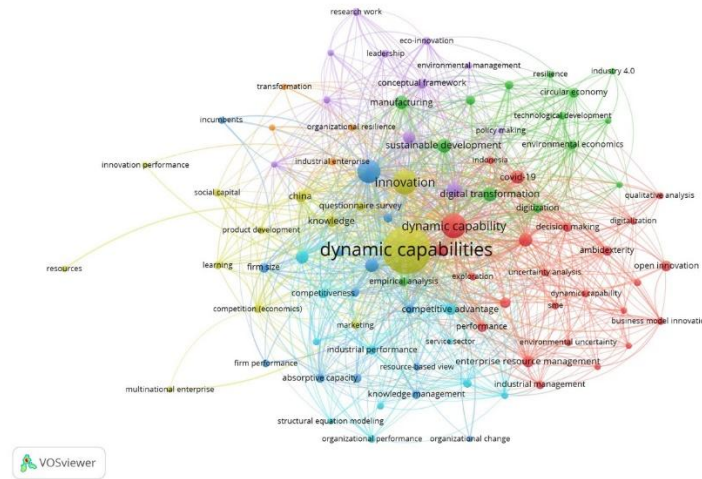 research work
eco-innovation
leadership
environmental management
resilience
industry 4.0
transformation
conceptual framework
circular economy
manufacturing
incumbents
technological development
organizational resilience
policy making
sustainable development
environmental economics
innovation performance
industrial enterprise
indonesia
covid-19
innovation
social capital
china
digital transformation
qualitative analysis
questionnaire survey
digitization
knowledge
digitalization
product development
dynamic capability
decision making
dynamic capabilities
ambidexterity
resources
learning
firm size
open innovation
empirical analysis
exploration
uncertainty analysis
competitiveness
dynamics capability
competition (economics)
competitive advantage
sme
marketing
performance
business model innovation
industrial performance
service sector
environmental uncertainty
firm performance
resource-based view
enterprise resource management
absorptive capacity
multinational enterprise
knowledge management
industrial management
structural equation modeling
organizational performance
organizational change
VOSviewer